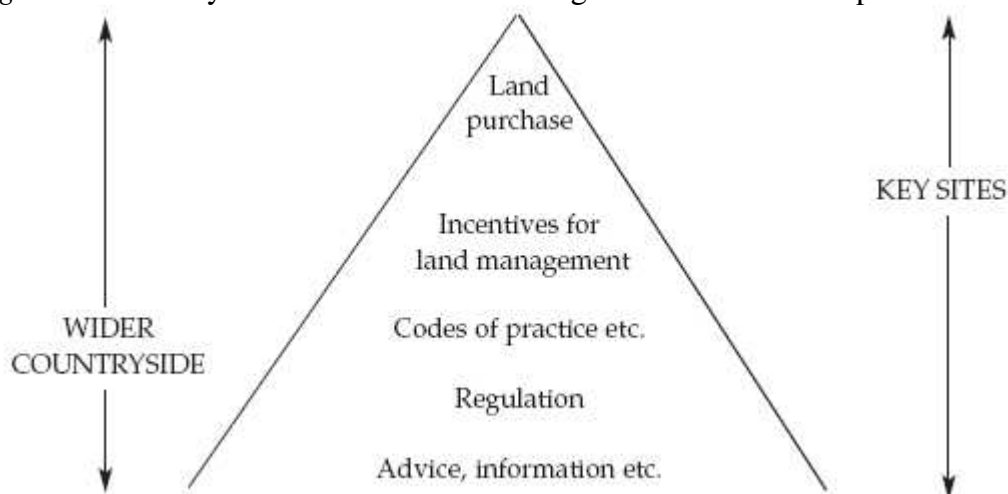 Land
purchase
KEY SITES
Incentives for
land management
WIDER
COUNTRYSIDE
Codes of practice etc.
Regulation
Advice, information etc.